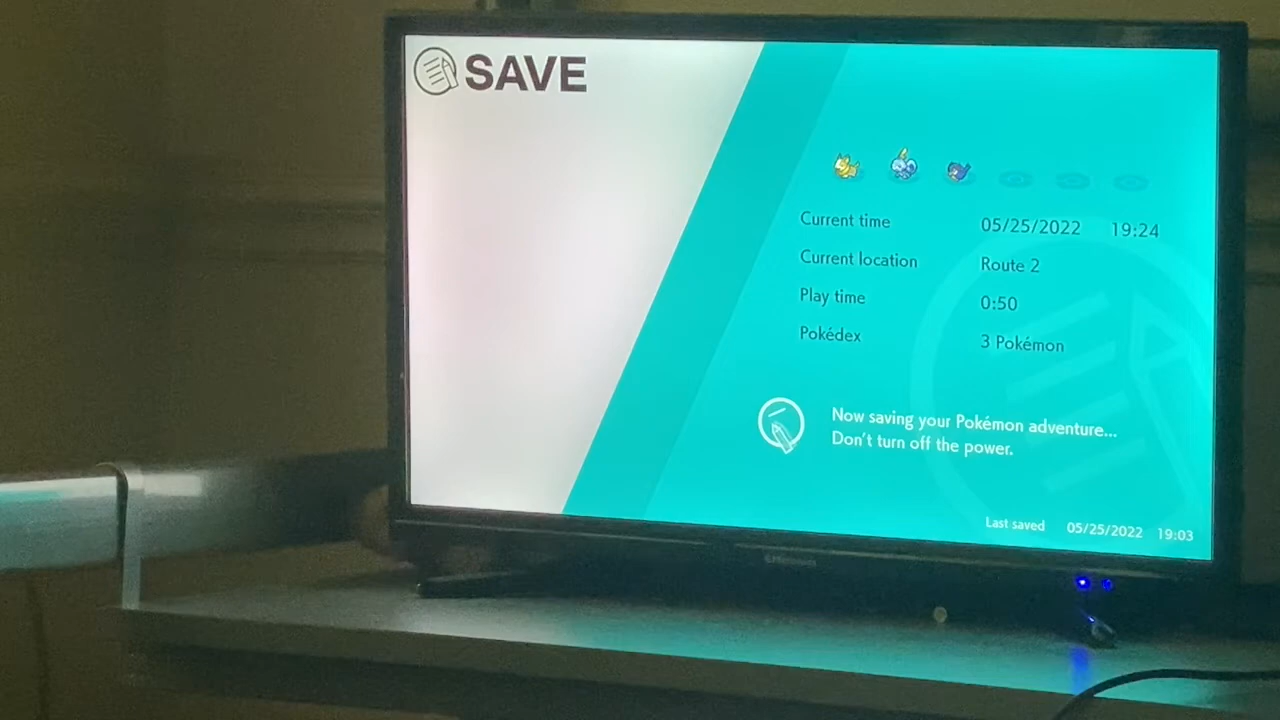 SAVE
Current time 05/25/2022 19:24
Current location Route 2
Play time 0:50
Pokédex 3 Pokémon
Now saving your Pokémon adventure...
Don't turn off the power.
Last saved 05/25/2022 19:03